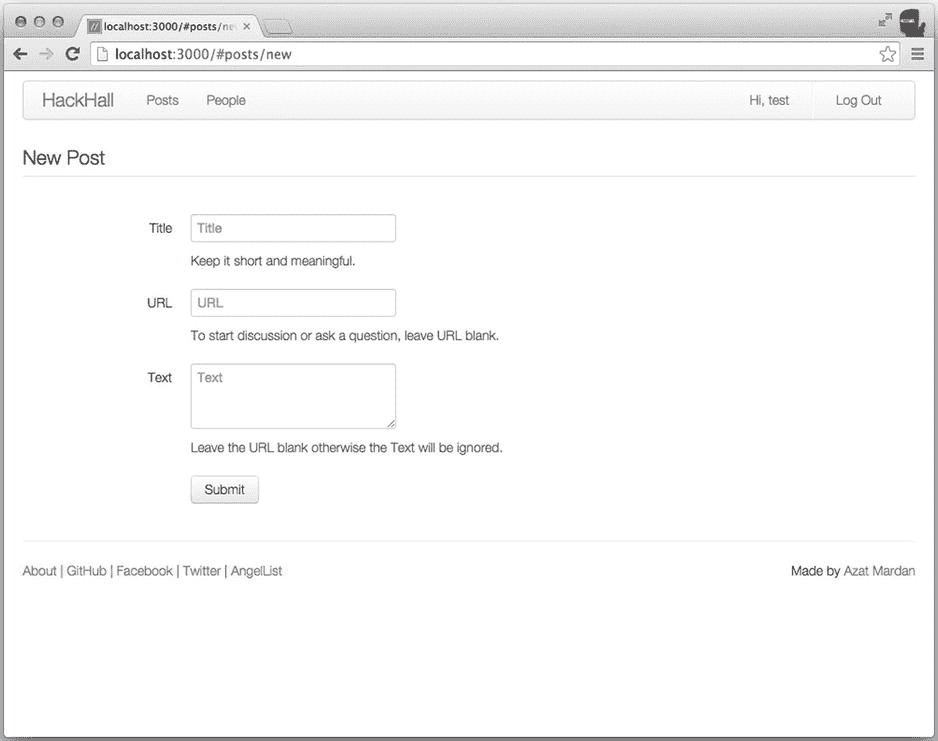 localhost:3000/#posts/ne
localhost:3000/#posts/new
HackHall Posts People Hi, test Log Out
New Post
Title Title
Keep it short and meaningful.
URL URL
To start discussion or ask a question, leave URL blank.
Text Text
Leave the URL blank otherwise the Text will be ignored.
Submit
About | GitHub | Facebook | Twitter | AngelList Made by Azat Mardan